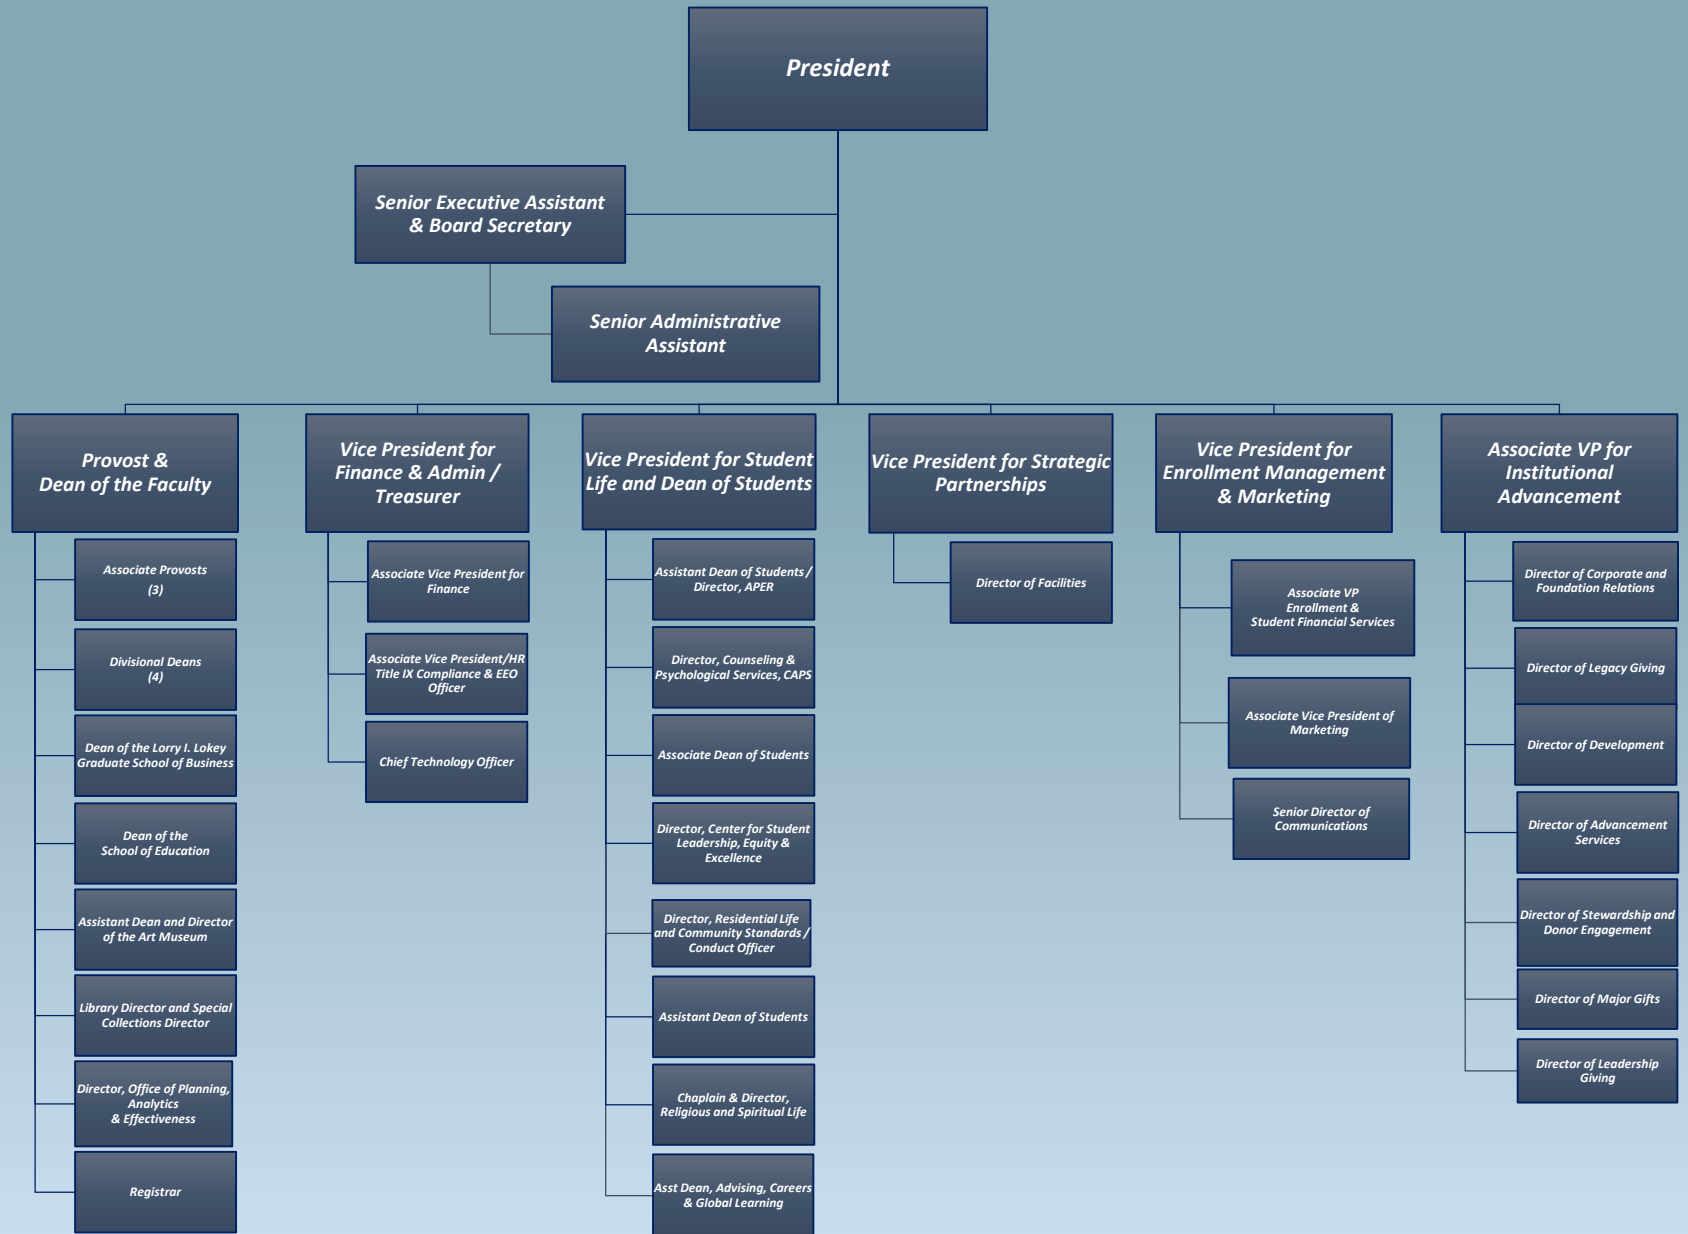 President
Senior Executive Assistant
& Board Secretary
Senior Administrative
Assistant
Provost &
Dean of the Faculty
Associate Provosts
(3)
Divisional Deans
(4)
Dean of the Lorry I. Lokey
Graduate School of Business
Dean of the
School of Education
Assistant Dean and Director
of the Art Museum
Library Director and Special
Collections Director
Director, Office of Planning,
Analytics
& Effectiveness
Registrar
Vice President for
Finance & Admin /
Treasurer
Associate Vice President for
Finance
Associate Vice President/HR
Title IX Compliance & EEO
Officer
Chief Technology Officer
Vice President for Student
Life and Dean of Students
Assistant Dean of Students /
Director, APER
Director, Counseling &
Psychological Services, CAPS
Associate Dean of Students
Director, Center for Student
Leadership, Equity &
Excellence
Director, Residential Life
and Community Standards /
Conduct Officer
Assistant Dean of Students
Chaplain & Director,
Religious and Spiritual Life
Asst Dean, Advising, Careers
& Global Learning
Vice President for Strategic
Partnerships
Director of Facilities
Vice President for
Enrollment Management
& Marketing
Associate VP
Enrollment &
Student Financial Services
Associate Vice President of
Marketing
Senior Director of
Communications
Associate VP for
Institutional
Advancement
Director of Corporate and
Foundation Relations
Director of Legacy Giving
Director of Development
Director of Advancement
Services
Director of Stewardship and
Donor Engagement
Director of Major Gifts
Director of Leadership
Giving